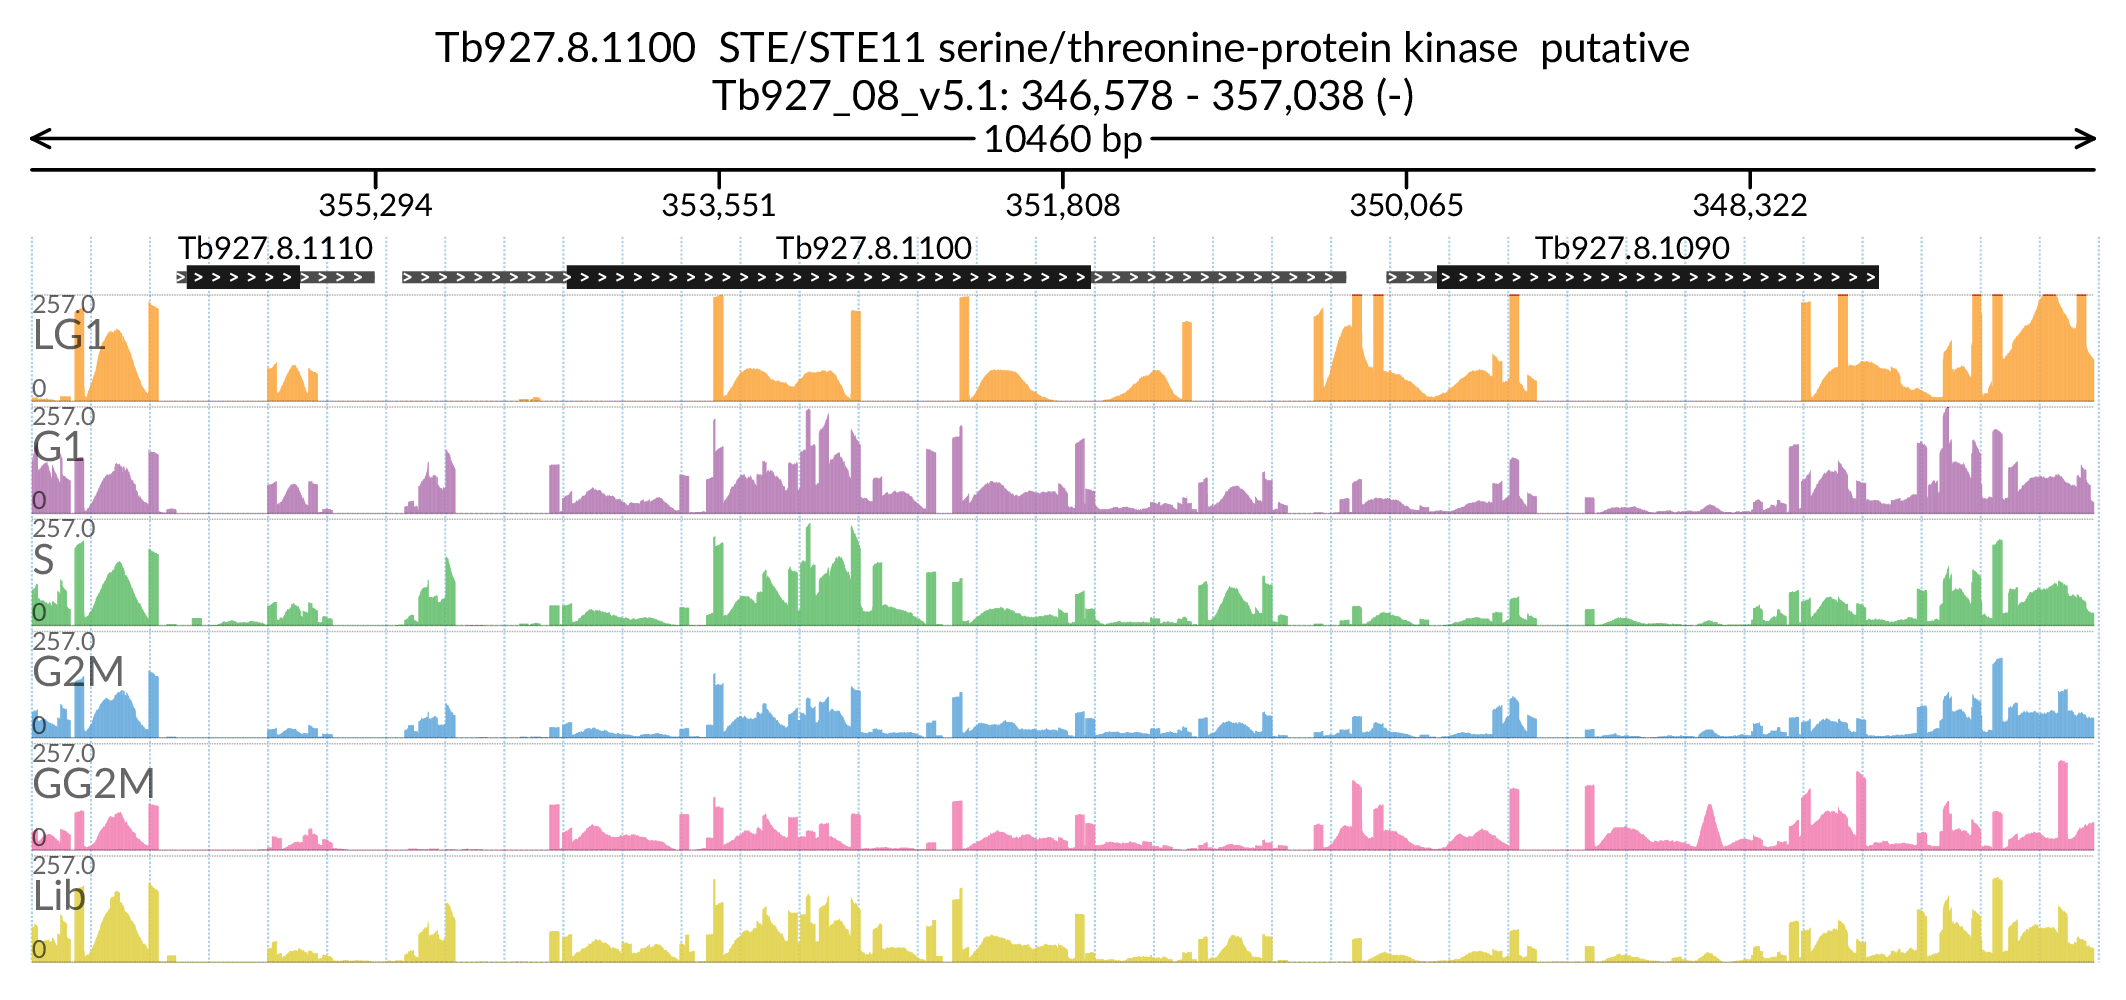 Tb927.8.1100 STE/STE11 serine/threonine-protein kinase putative
Tb927_08_v5.1: 346,578 - 357,038 (-)
10460 bp
355,294 353,551 351,808 350,065 348,322
Tb927.8.1110 Tb927.8.1100 Tb927.8.1090
257.0
LG1
0
257.0
G1
0
257.0
S
0
257.0
G2M
0
257.0
GG2M
0
257.0
Lib
0